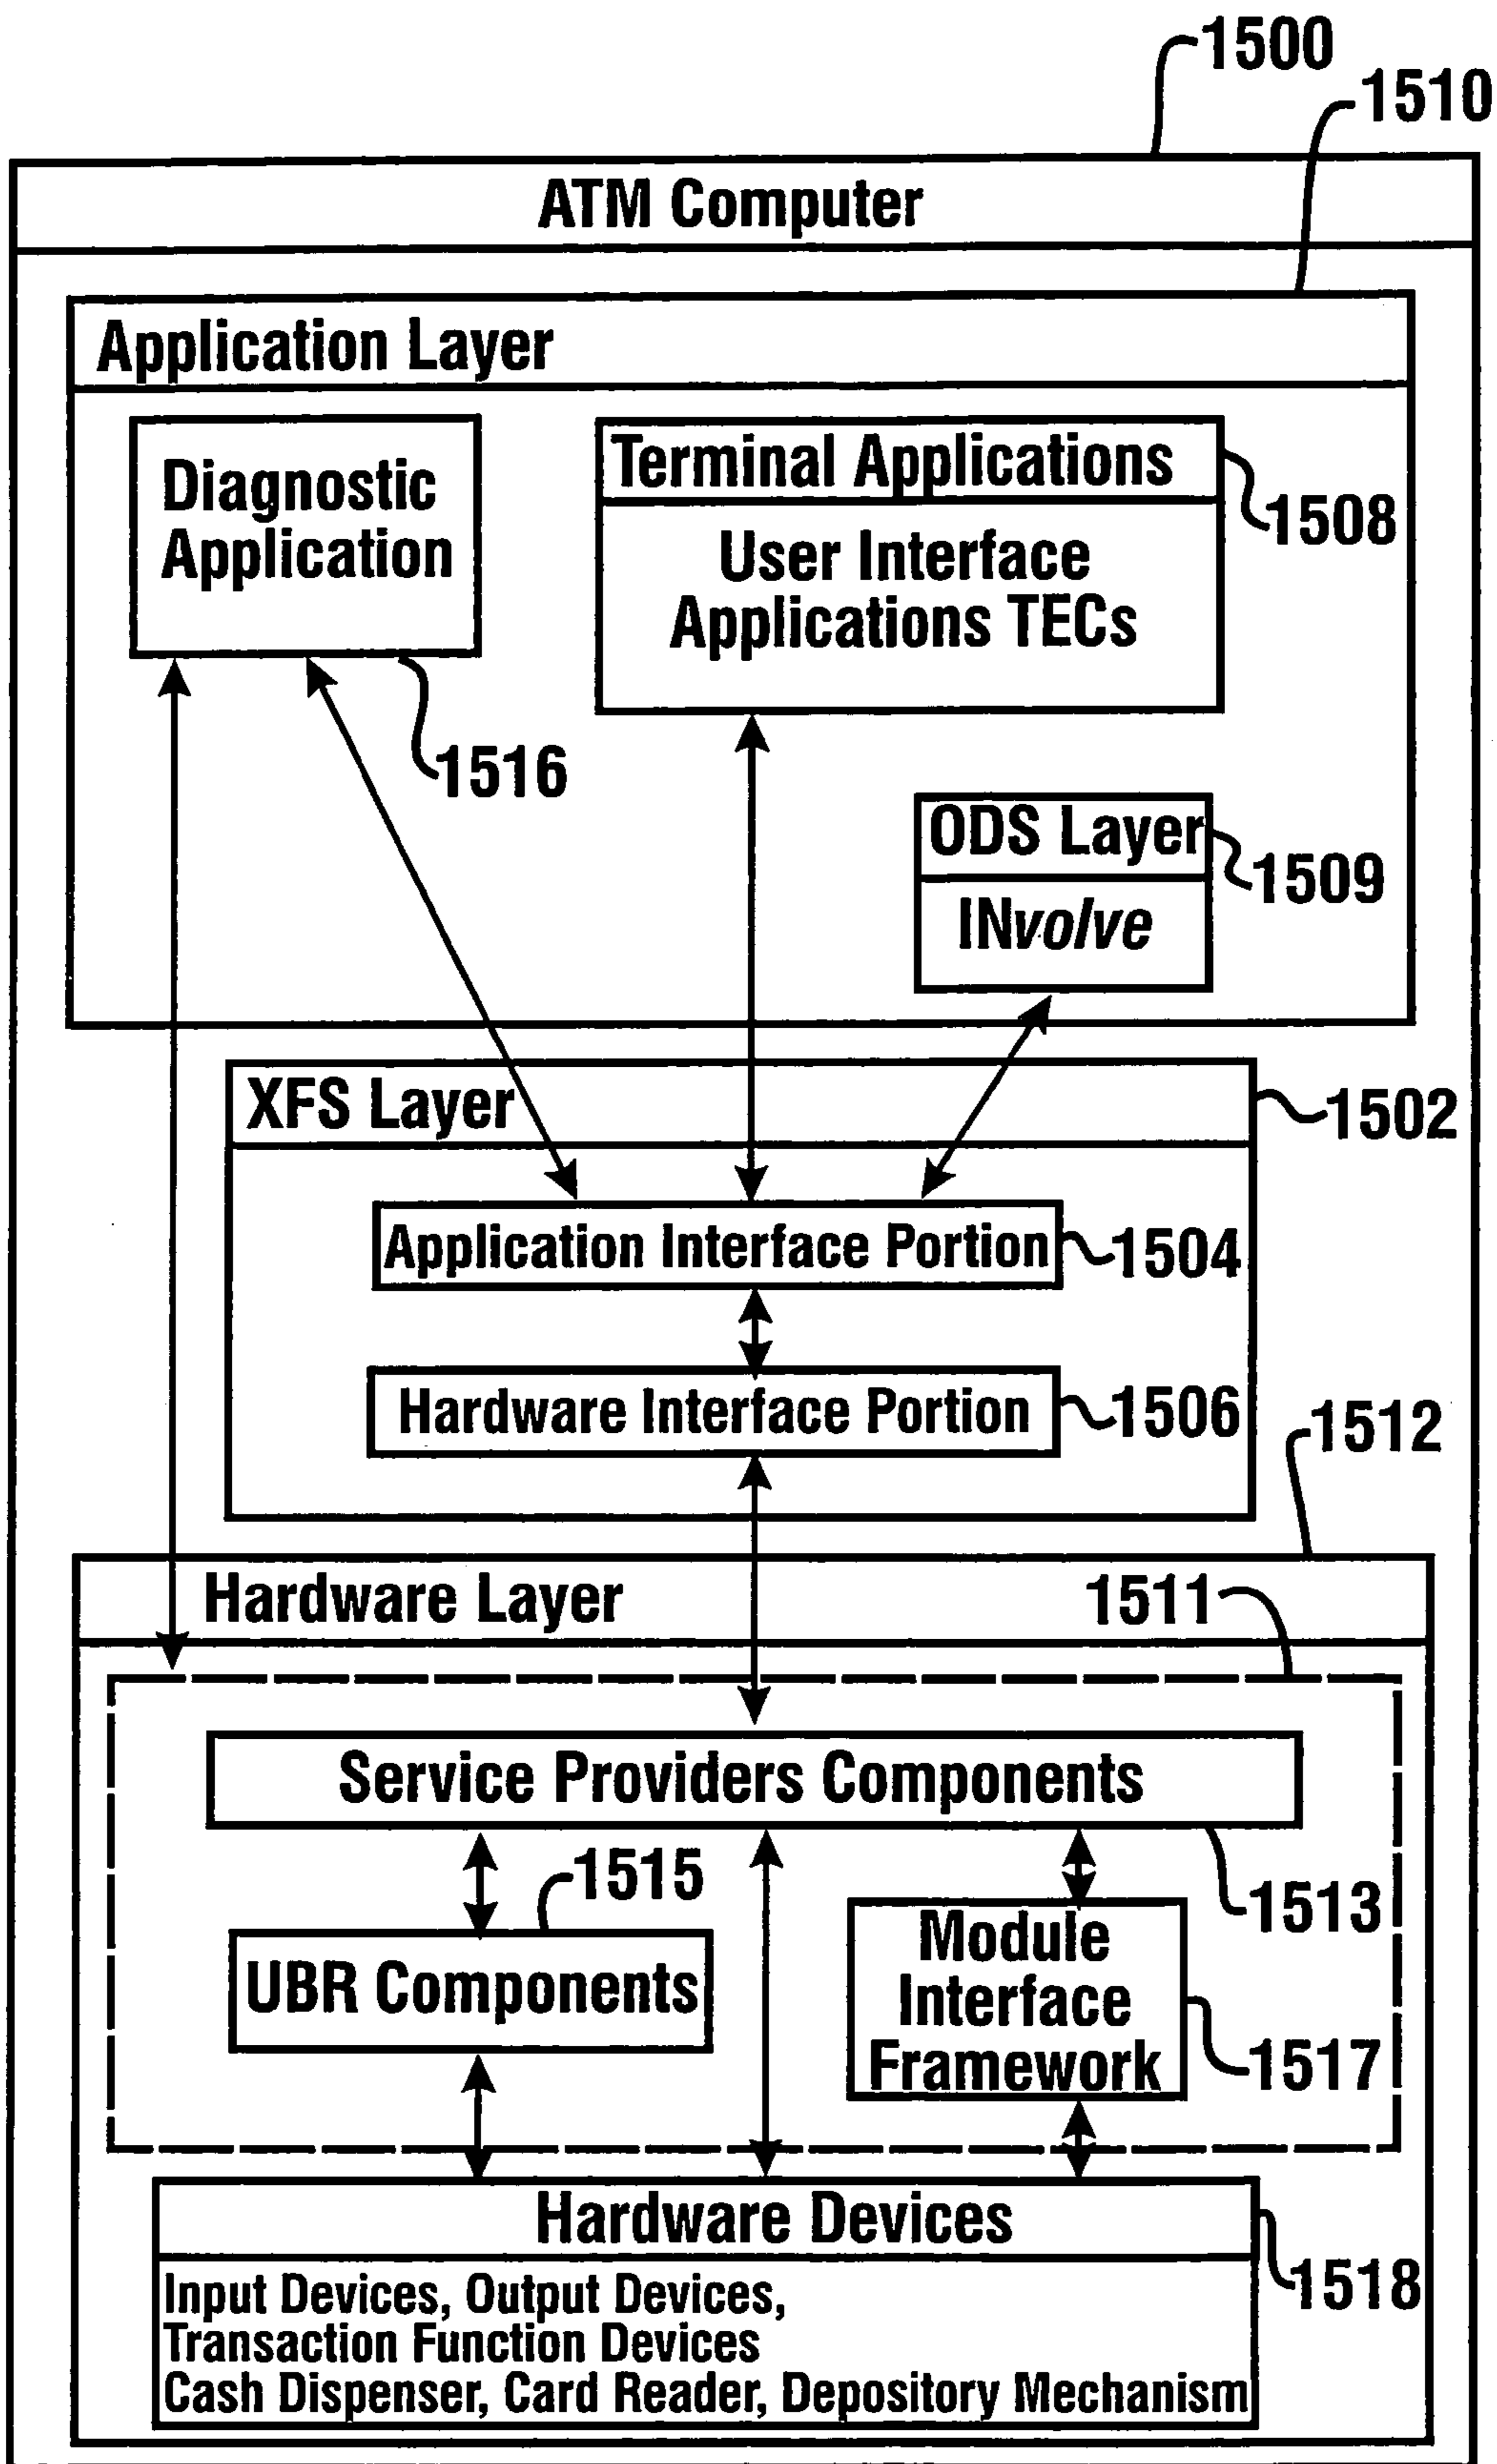 1500
1510
ATM Computer
Application Layer
Diagnostic
Application
Terminal Applications
1508
User Interface
Applications TECs
1516
ODS Layer
1509
INvolve
XFS Layer
1502
Application Interface Portion
1504
Hardware Interface Portion
1506
1512
Hardware Layer
1511
Service Providers Components
1515
1513
UBR Components
Module
Interface
Framework
1517
Hardware Devices
1518
Input Devices, Output Devices,
Transaction Function Devices
Cash Dispenser, Card Reader, Depository Mechanism